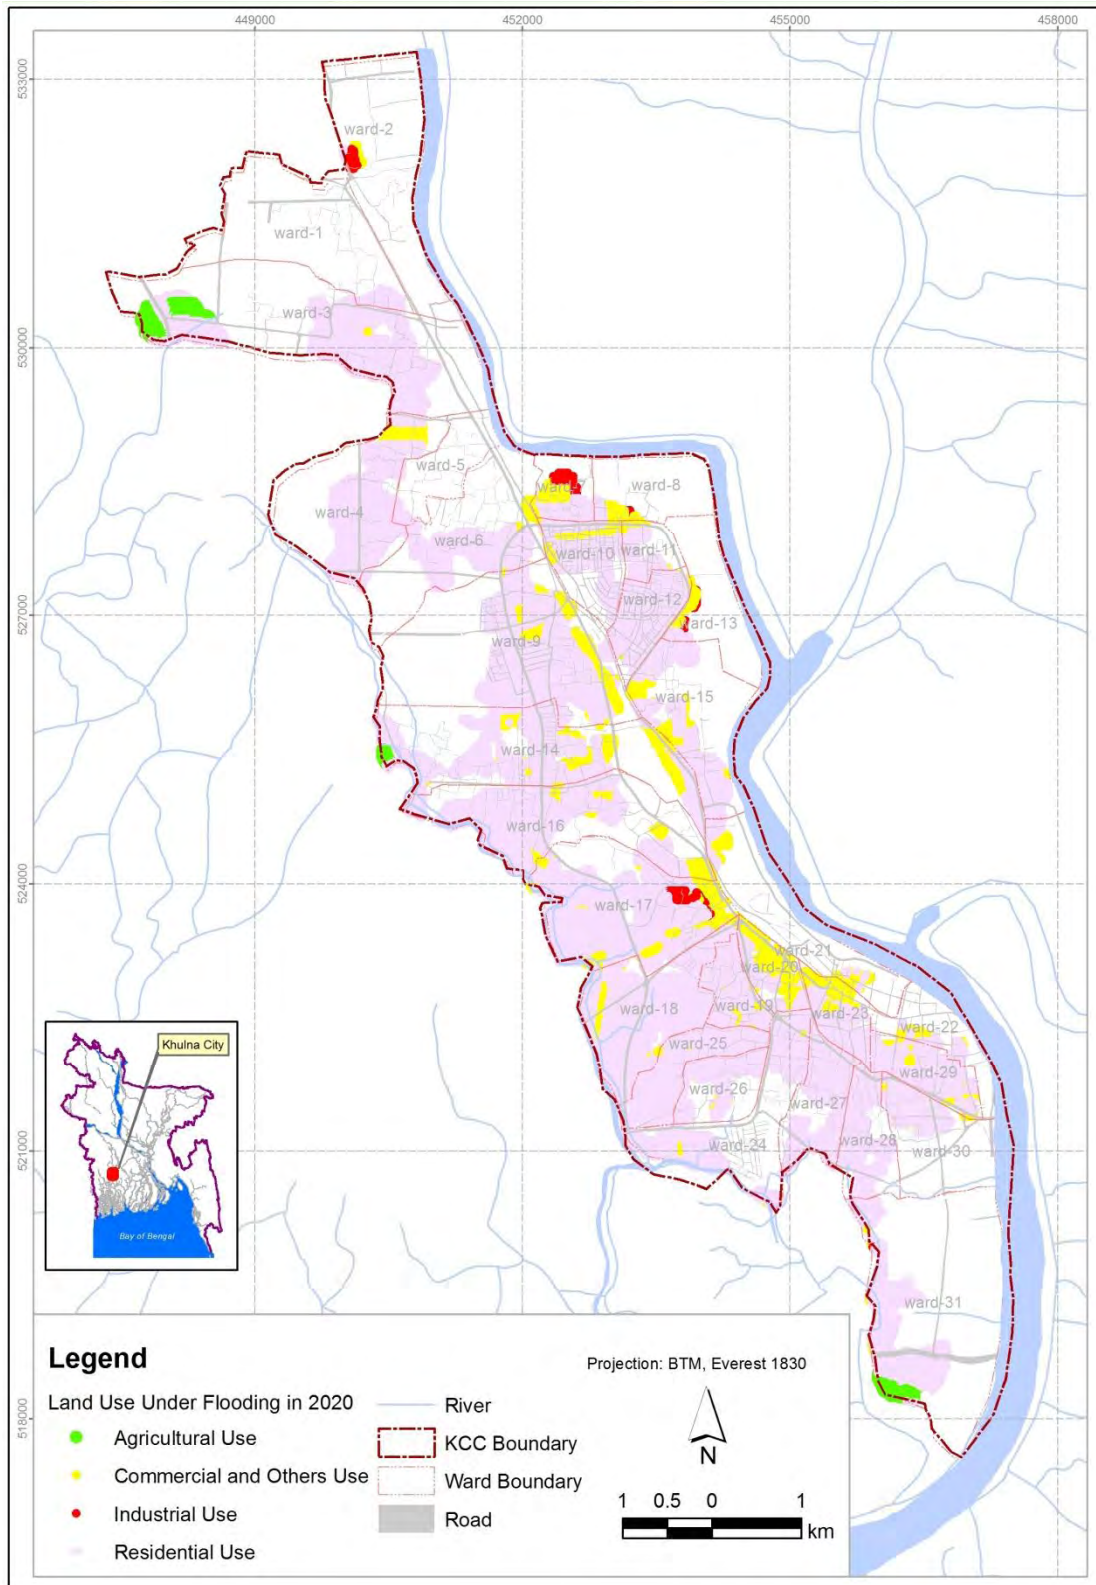 449000
452000
455000
458000
533000
530000
527000
524000
521000
518000
ward-2
ward-1
ward-3
ward-5
ward-7
ward-8
ward-4
ward-6
ward-10
ward-11
ward-12
ward-13
ward-9
ward-15
ward-14
ward-16
ward-17
ward-21
ward-20
ward-18
ward-19
ward-23
ward-22
ward-25
ward-29
ward-26
ward-27
ward-24
ward-28
ward-30
ward-31
Khulna City
Bay of Bengal
Legend
Land Use Under Flooding in 2020
Agricultural Use
Commercial and Others Use
Industrial Use
Residential Use
River
KCC Boundary
Ward Boundary
Road
Projection: BTM, Everest 1830
N
1 0.5 0 1
km